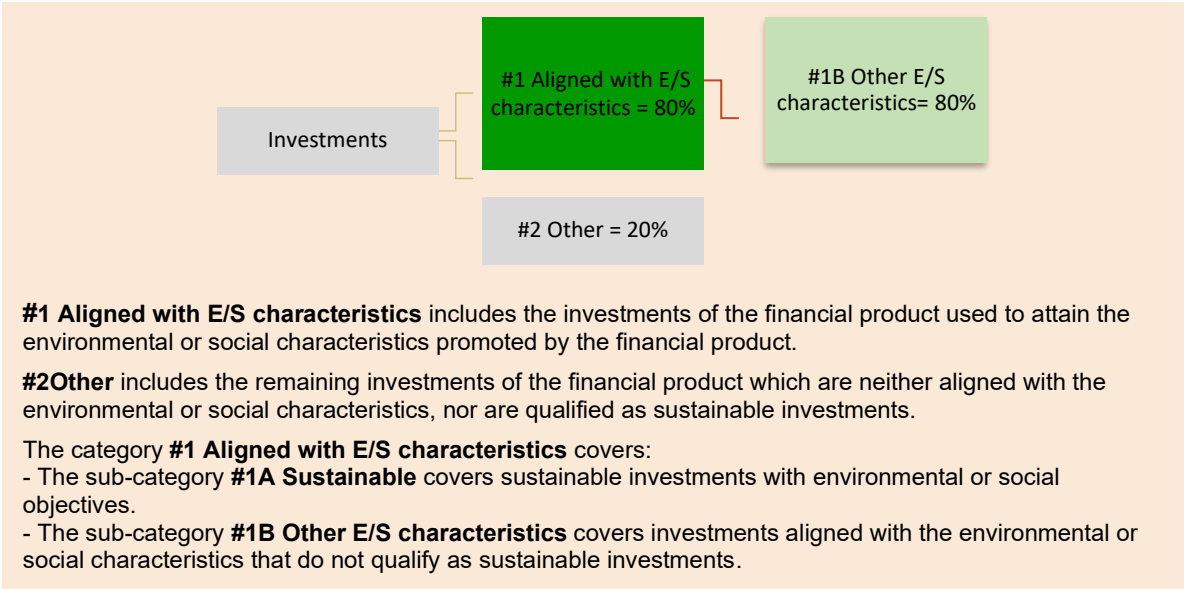 #1 Aligned with E/S
characteristics = 80%
#1B Other E/S
characteristics= 80%
Investments
#2 Other = 20%
#1 Aligned with E/S characteristics includes the investments of the financial product used to attain the
environmental or social characteristics promoted by the financial product.
#2Other includes the remaining investments of the financial product which are neither aligned with the
environmental or social characteristics, nor are qualified as sustainable investments.
The category #1 Aligned with E/S characteristics covers:
- The sub-category #1A Sustainable covers sustainable investments with environmental or social
objectives.
- The sub-category #1B Other E/S characteristics covers investments aligned with the environmental or
social characteristics that do not qualify as sustainable investments.